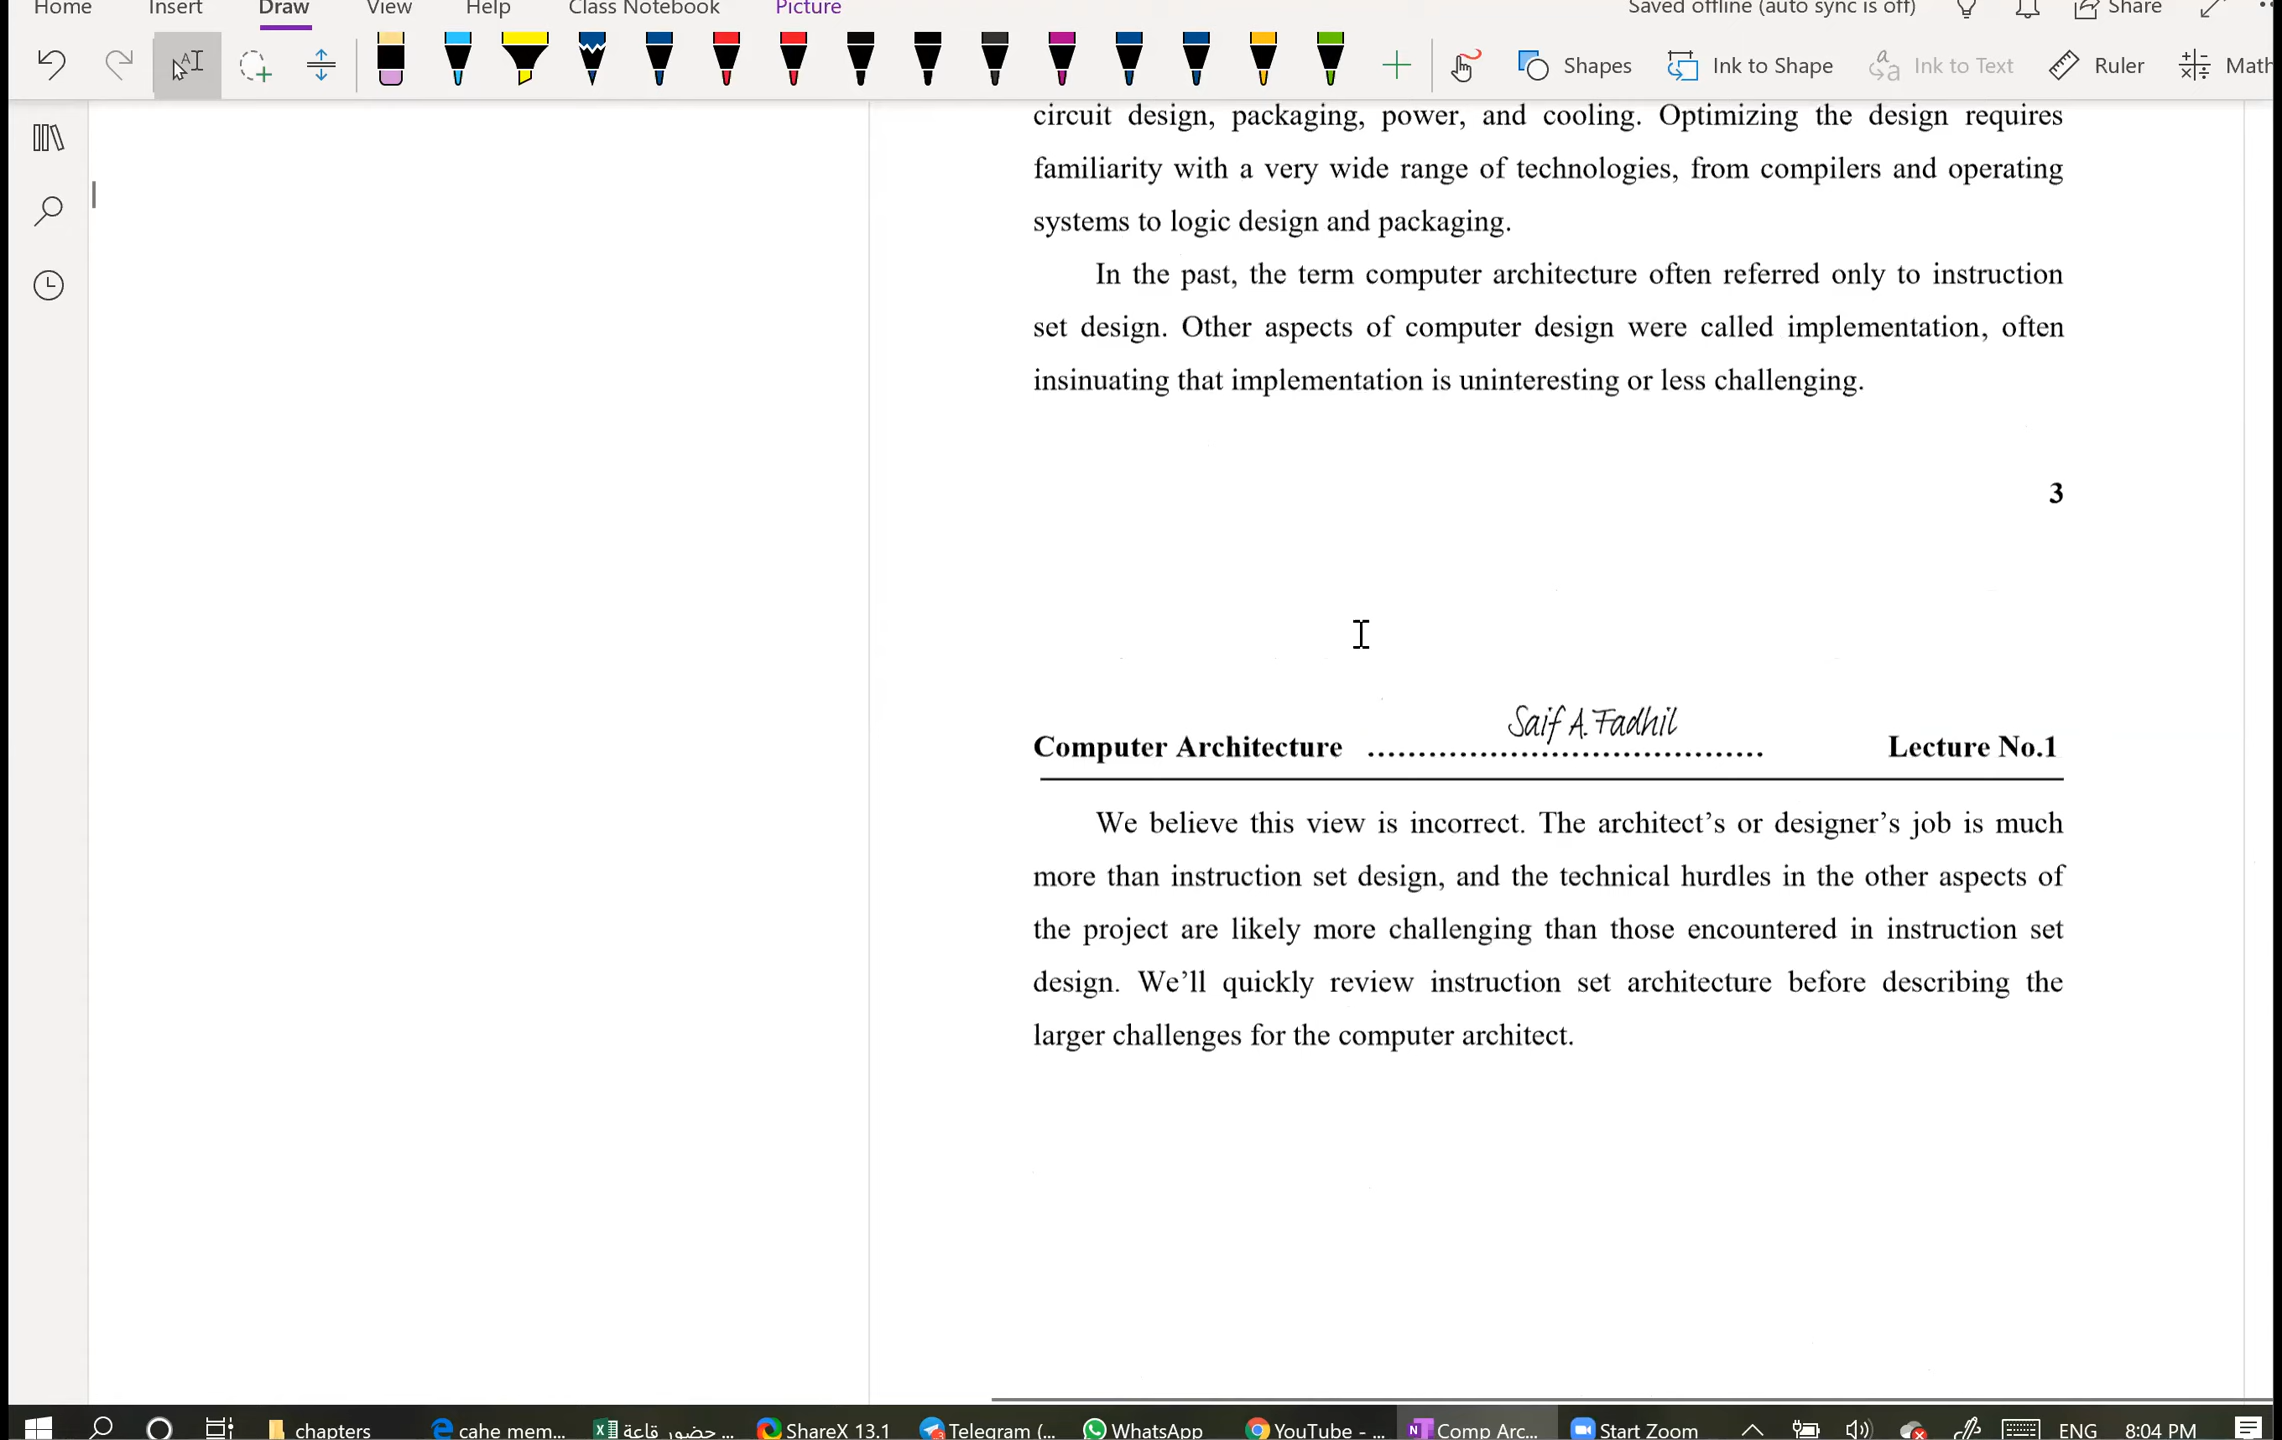 Home Insert Draw View Help Class Notebook Picture Saved offline (auto sync is off) Share
Shapes Ink to Shape Ink to Text Ruler Math
circuit design, packaging, power, and cooling. Optimizing the design requires
familiarity with a very wide range of technologies, from compilers and operating
systems to logic design and packaging.
In the past, the term computer architecture often referred only to instruction
set design. Other aspects of computer design were called implementation, often
insinuating that implementation is uninteresting or less challenging.
3
Saif A. Fadhil
Computer Architecture ....................................... Lecture No.1
We believe this view is incorrect. The architect’s or designer’s job is much
more than instruction set design, and the technical hurdles in the other aspects of
the project are likely more challenging than those encountered in instruction set
design. We’ll quickly review instruction set architecture before describing the
larger challenges for the computer architect.
chapters cahe mem... حضور قاعة ... ShareX 13.1 Telegram (... WhatsApp YouTube - ... Comp Arc... Start Zoom ENG 8:04 PM